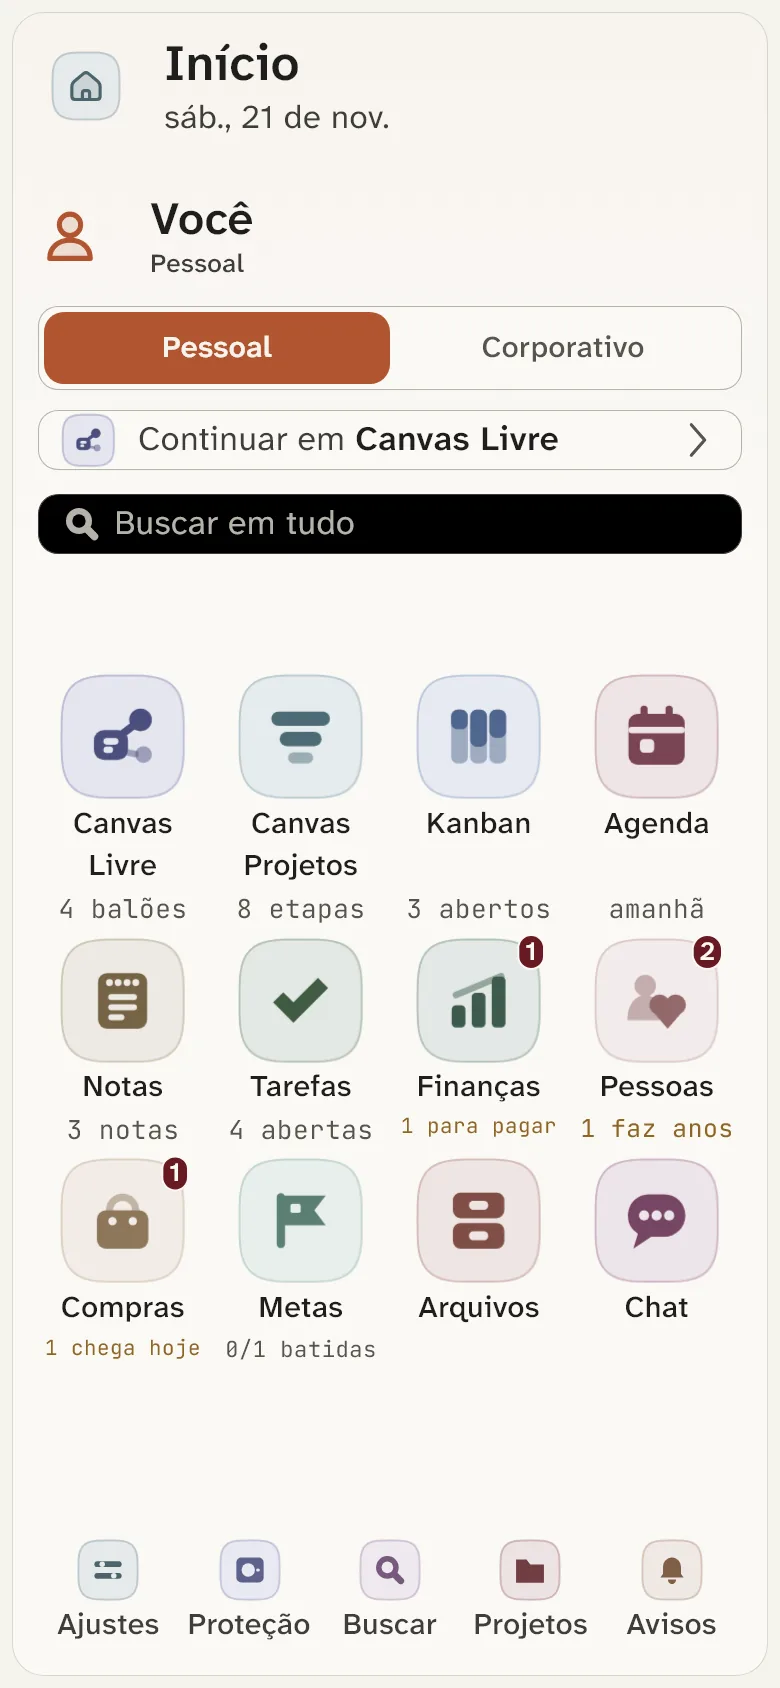 Início
sáb., 21 de nov.
Você
Pessoal
Pessoal Corporativo
Continuar em Canvas Livre
Buscar em tudo
Canvas Livre
Canvas Projetos
Kanban
Agenda
4 balões
8 etapas
3 abertos
amanhã
1
2
Notas
Tarefas
Finanças
Pessoas
3 notas
4 abertas
1 para pagar
1 faz anos
1
Compras
Metas
Arquivos
Chat
1 chega hoje
0/1 batidas
Ajustes
Proteção
Buscar
Projetos
Avisos